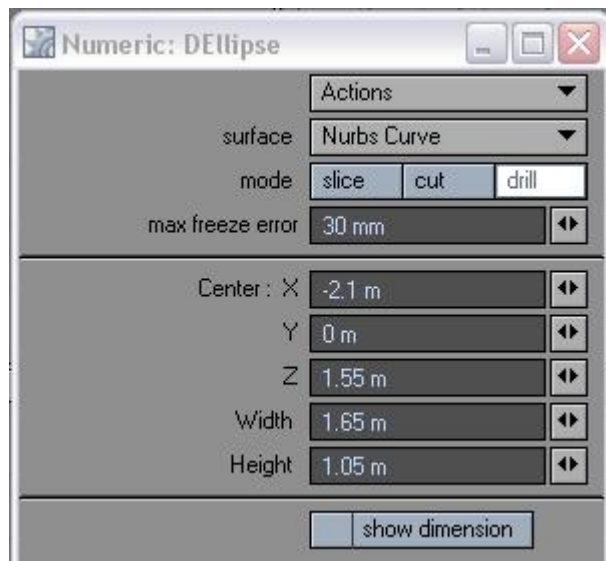 Numeric: DEllipse
Actions
surface Nurbs Curve
mode slice cut drill
max freeze error 30 mm
Center : X -2.1 m
Y 0 m
Z 1.55 m
Width 1.65 m
Height 1.05 m
show dimension